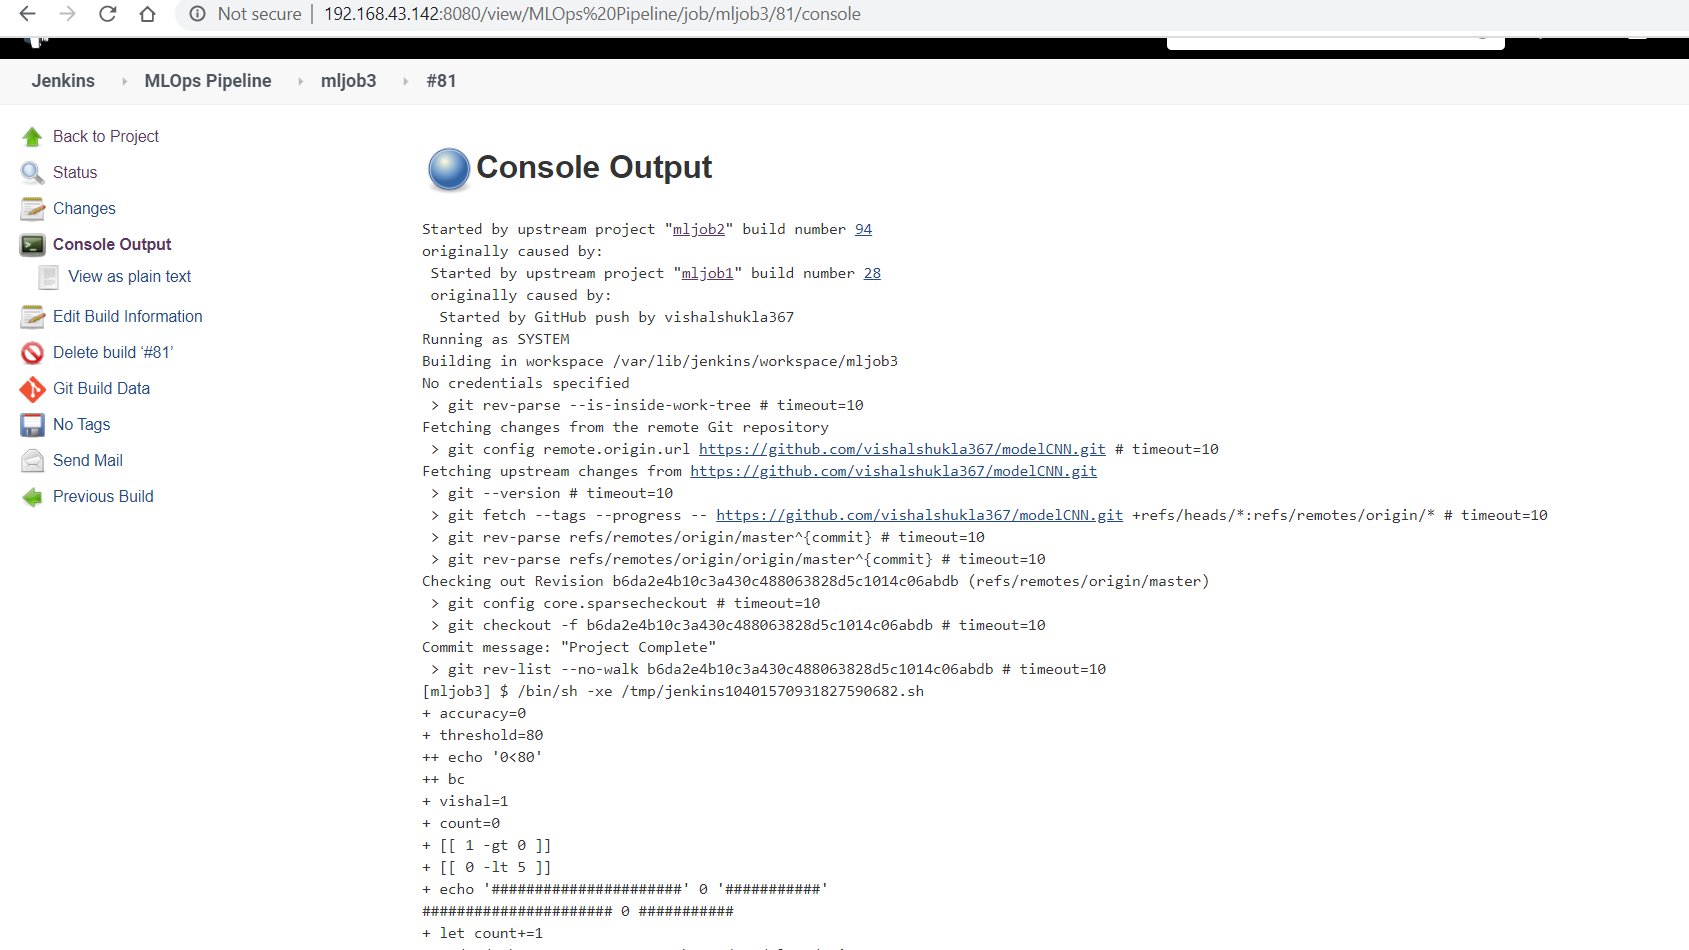 Not secure | 192.168.43.142:8080/view/MLOps%20Pipeline/job/mljob3/81/console
Jenkins MLOps Pipeline mljob3 #81
Back to Project
Status
Changes
Console Output
View as plain text
Edit Build Information
Delete build ‘#81’
Git Build Data
No Tags
Send Mail
Previous Build
Console Output
Started by upstream project "mljob2" build number 94
originally caused by:
Started by upstream project "mljob1" build number 28
originally caused by:
Started by GitHub push by vishalshukla367
Running as SYSTEM
Building in workspace /var/lib/jenkins/workspace/mljob3
No credentials specified
> git rev-parse --is-inside-work-tree # timeout=10
Fetching changes from the remote Git repository
> git config remote.origin.url https://github.com/vishalshukla367/modelCNN.git # timeout=10
Fetching upstream changes from https://github.com/vishalshukla367/modelCNN.git
> git --version # timeout=10
> git fetch --tags --progress -- https://github.com/vishalshukla367/modelCNN.git +refs/heads/*:refs/remotes/origin/* # timeout=10
> git rev-parse refs/remotes/origin/master^{commit} # timeout=10
> git rev-parse refs/remotes/origin/origin/master^{commit} # timeout=10
Checking out Revision b6da2e4b10c3a430c488063828d5c1014c06abdb (refs/remotes/origin/master)
> git config core.sparsecheckout # timeout=10
> git checkout -f b6da2e4b10c3a430c488063828d5c1014c06abdb # timeout=10
Commit message: "Project Complete"
> git rev-list --no-walk b6da2e4b10c3a430c488063828d5c1014c06abdb # timeout=10
[mljob3] $ /bin/sh -xe /tmp/jenkins10401570931827590682.sh
+ accuracy=0
+ threshold=80
++ echo '0<80'
++ bc
+ vishal=1
+ count=0
+ [[ 1 -gt 0 ]]
+ [[ 0 -lt 5 ]]
+ echo '######################' 0 '###########'
###################### 0 ###########
+ let count+=1